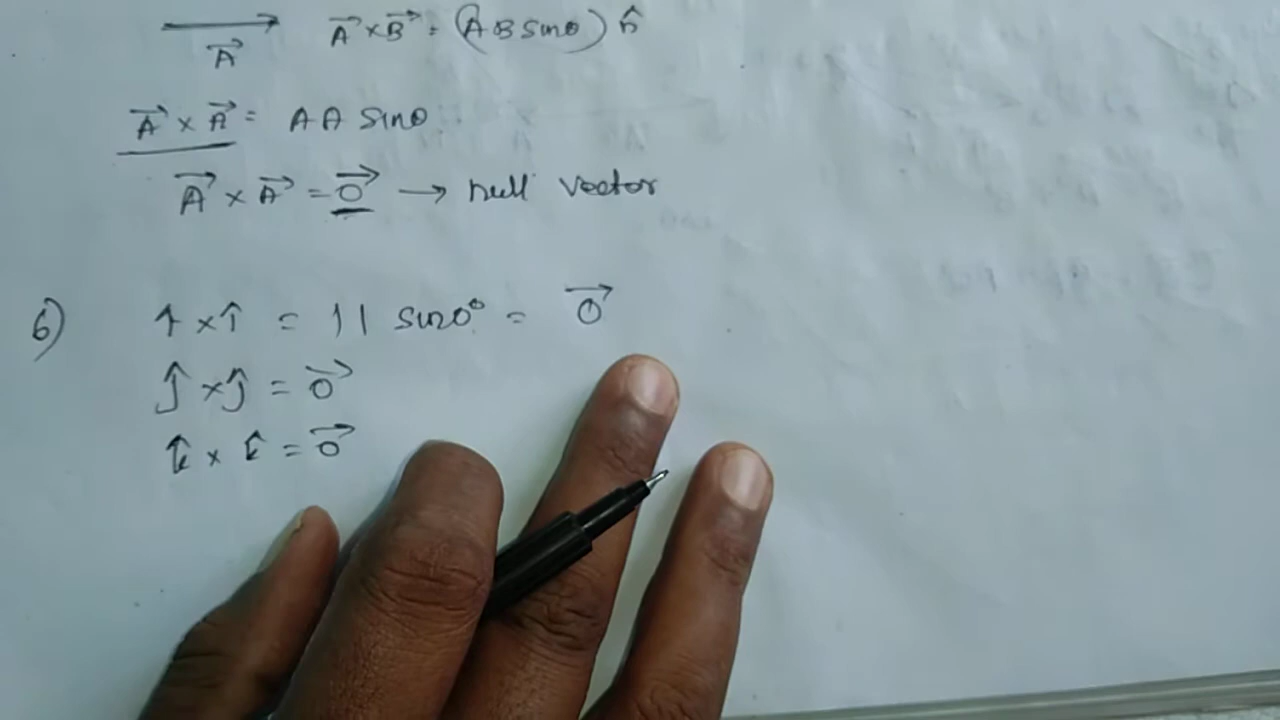 A⃗ A⃗ × B⃗ = (AB sinθ) n̂
A⃗ × A⃗ = AA sinθ
A⃗ × A⃗ = 0⃗ → null vector
6) î × î = 11 sin0° = 0⃗
ĵ × ĵ = 0⃗
k̂ × k̂ = 0⃗